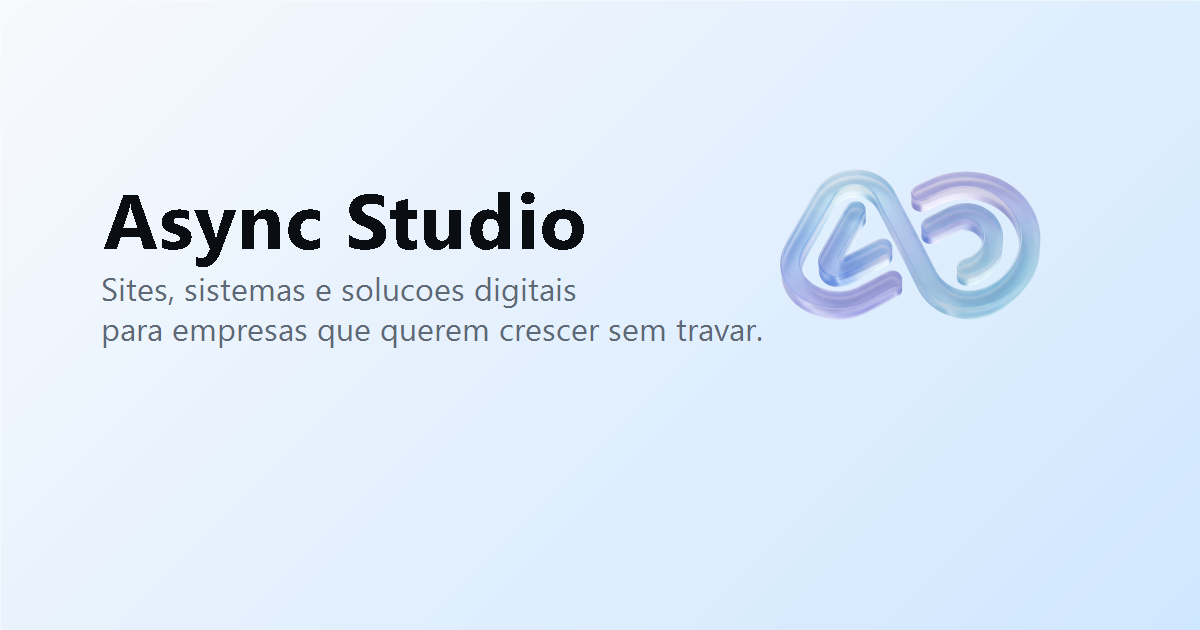 Async Studio
Sites, sistemas e solucoes digitais
para empresas que querem crescer sem travar.